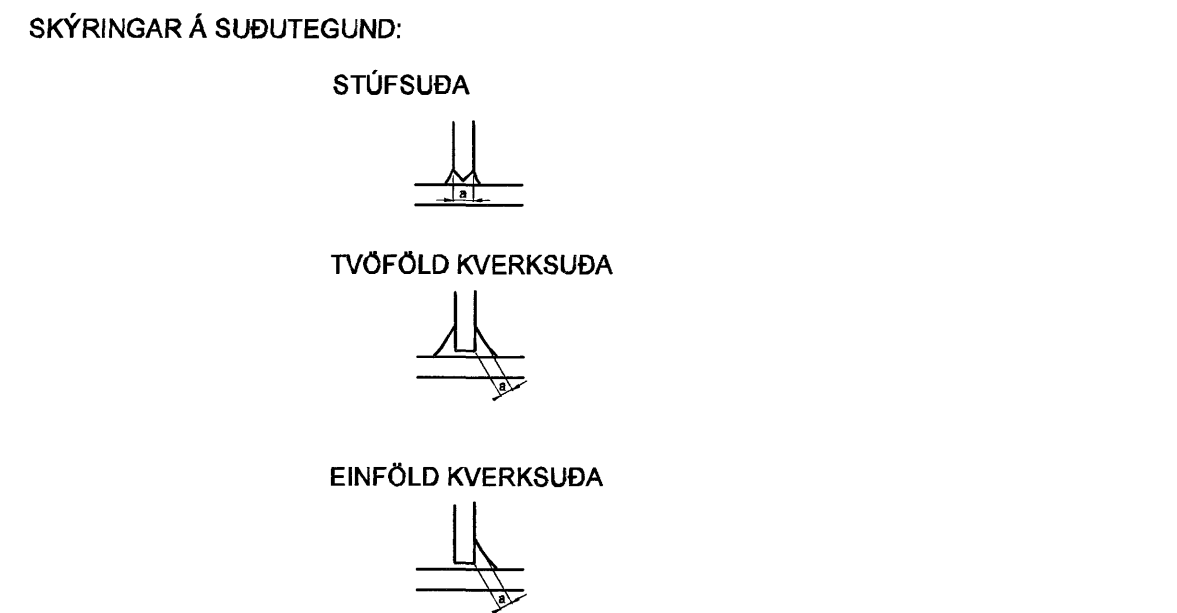 SKÝRINGAR Á SUÐUTEGUND:
STÚFSUÐA
a
TVÖFÖLD KVERKSUÐA
a
EINFÖLD KVERKSUÐA
a